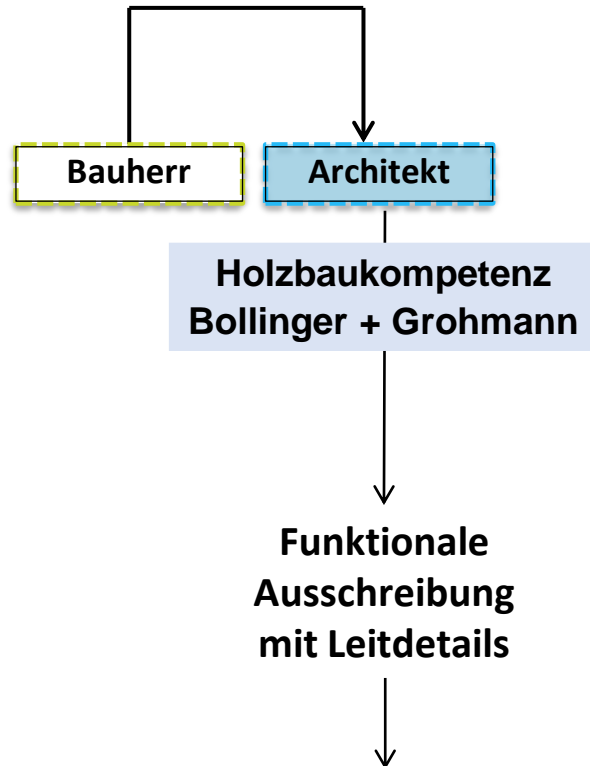 Bauherr
Architekt
Holzbaukompetenz
Bollinger + Grohmann
Funktionale
Ausschreibung
mit Leitdetails